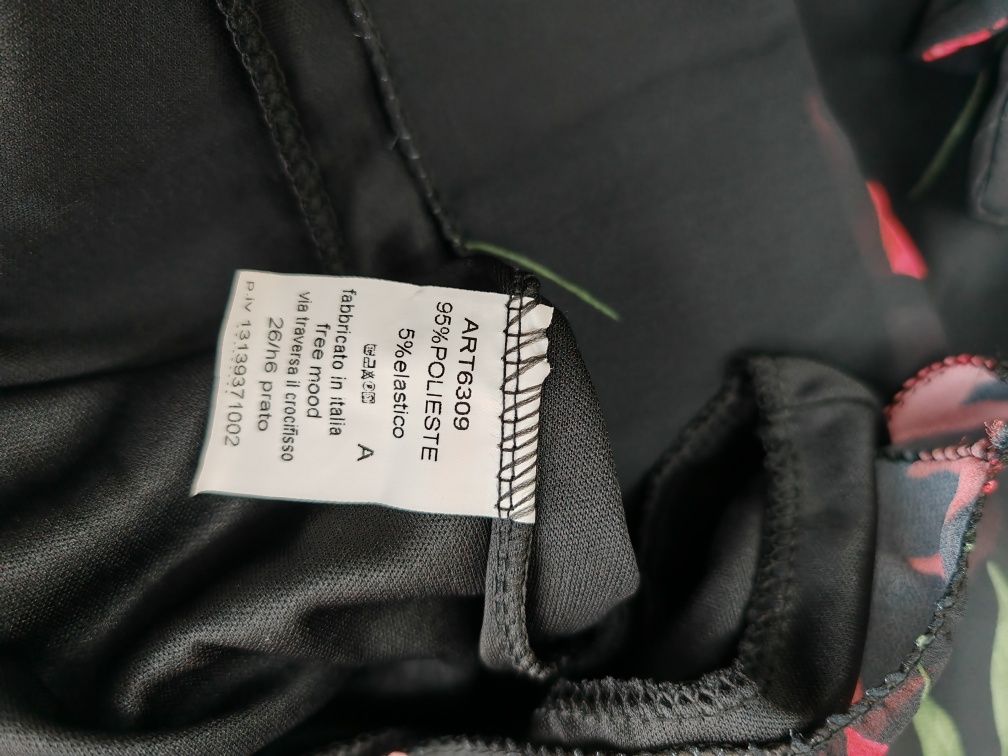 ART6309
95%POLIESTE
5%elastico
A
fabbricato in italia
free mood
via traversa il crocifisso
26/h6 prato
P.IV 13139371002